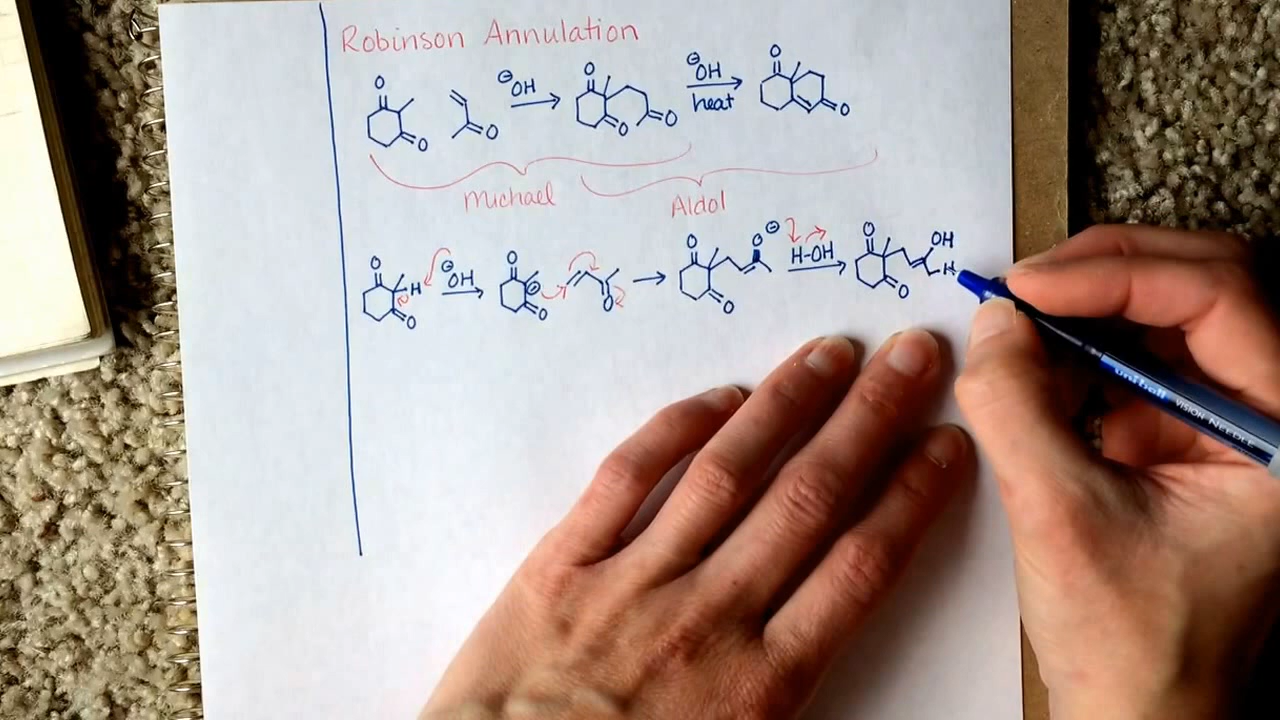 Robinson Annulation
O O O ⊖OH O O O ⊖OH heat O O
Michael
Aldol
O H O ⊖OH O ⊖ O O O O O ⊖ H-OH O O OH H
uniball VISION NEEDLE